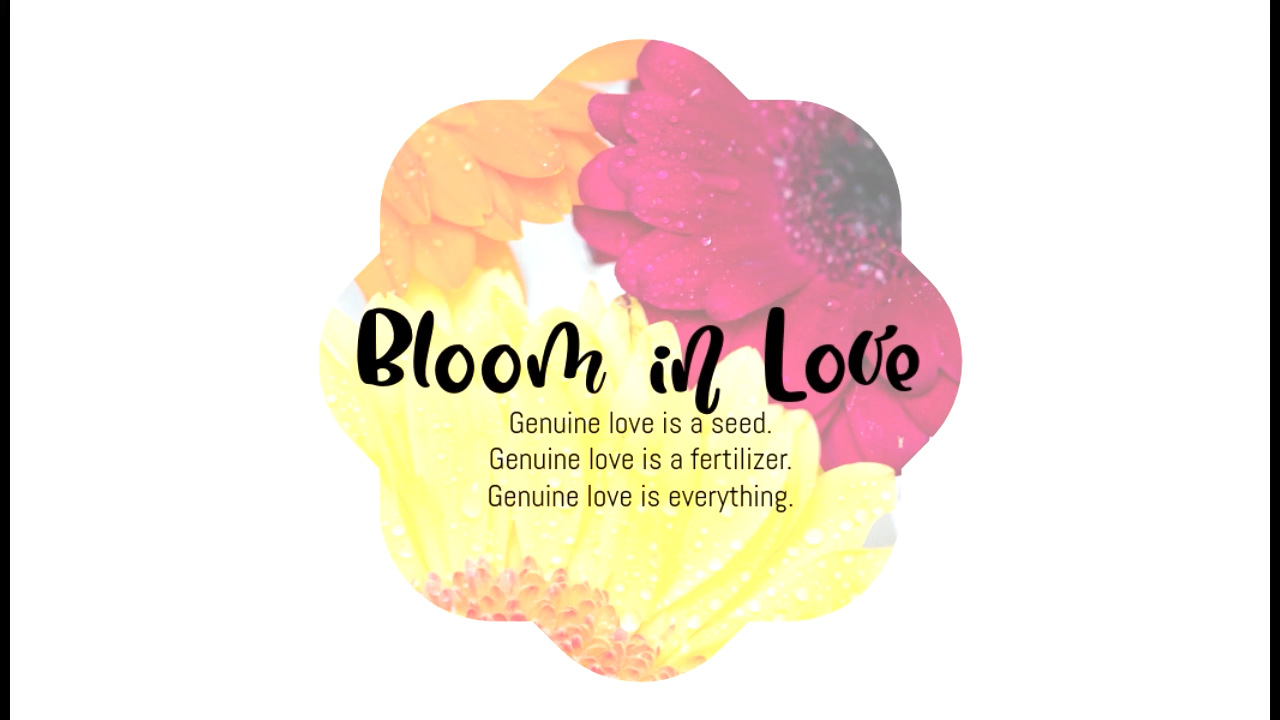 Bloom in Love
Genuine love is a seed.
Genuine love is a fertilizer.
Genuine love is everything.